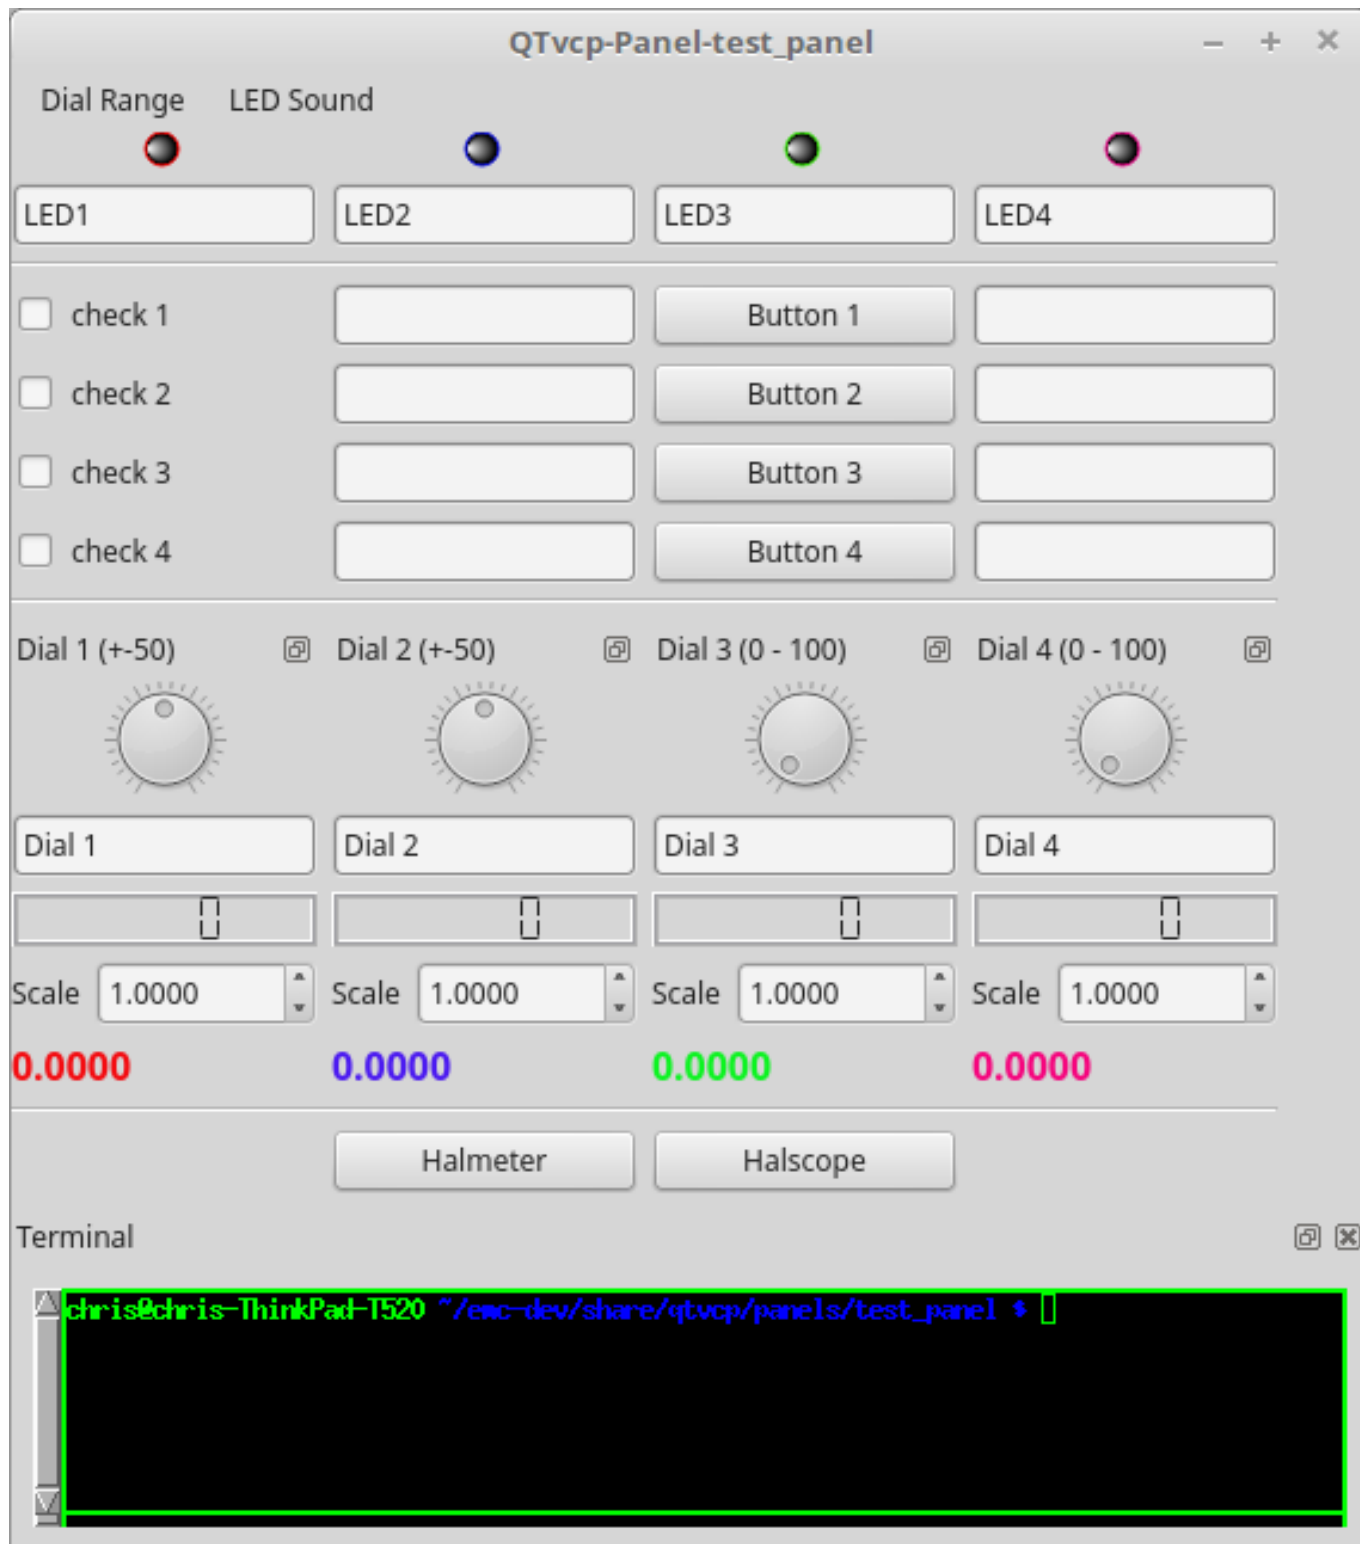 QTvcp-Panel-test_panel
Dial Range LED Sound
LED1 LED2 LED3 LED4
check 1 Button 1
check 2 Button 2
check 3 Button 3
check 4 Button 4
Dial 1 (+-50) Dial 2 (+-50) Dial 3 (0 - 100) Dial 4 (0 - 100)
Dial 1 Dial 2 Dial 3 Dial 4
0 0 0 0
Scale 1.0000 Scale 1.0000 Scale 1.0000 Scale 1.0000
0.0000 0.0000 0.0000 0.0000
Halmeter Halscope
Terminal
chris@chris-ThinkPad-T520 ~/emc-dev/share/qtvcp/panels/test_panel $